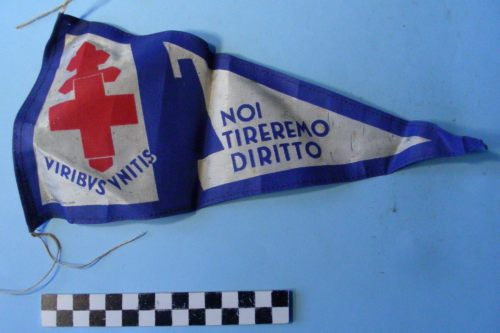 VIRIBVS VNITIS
NOI
TIREREMO
DIRITTO